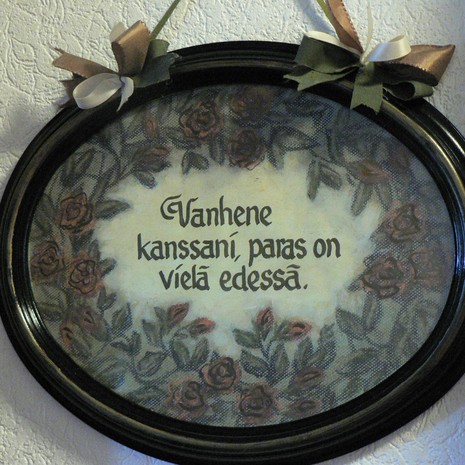 Vanhene
kanssani, paras on
vielä edessä.